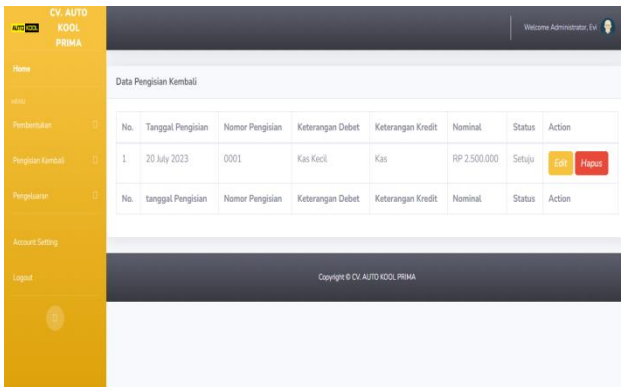 CV. AUTO
AUTO KOOL KOOL
PRIMA
Welcome Administrator, Evi
Home
MENU
Pembentukan
Pengisian Kembali
Pengeluaran
Account Setting
Logout
Data Pengisian Kembali
No. Tanggal Pengisian Nomor Pengisian Keterangan Debet Keterangan Kredit Nominal Status Action
1 20 July 2023 0001 Kas Kecil Kas RP 2.500.000 Setuju Edit Hapus
No. tanggal Pengisian Nomor Pengisian Keterangan Debet Keterangan Kredit Nominal Status Action
Copyright © CV. AUTO KOOL PRIMA